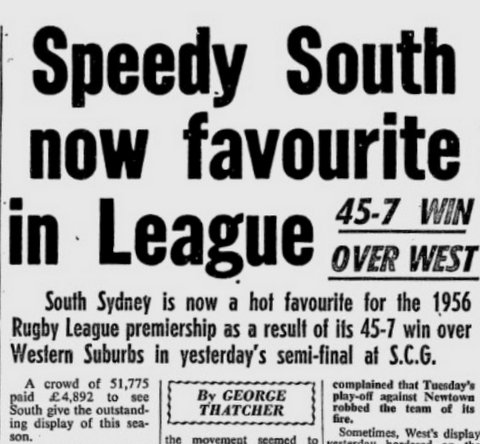 Speedy South
now favourite
in League
45-7 WIN
OVER WEST
South Sydney is now a hot favourite for the 1956
Rugby League premiership as a result of its 45-7 win over
Western Suburbs in yesterday's semi-final at S.C.G.
A crowd of 51,775
paid £4,892 to see
South give the outstand-
ing display of this sea-
son.
By GEORGE
THATCHER
the movement seemed to
complained that Tuesday's
play-off against Newtown
robbed the team of its
fire.
Sometimes, West's display